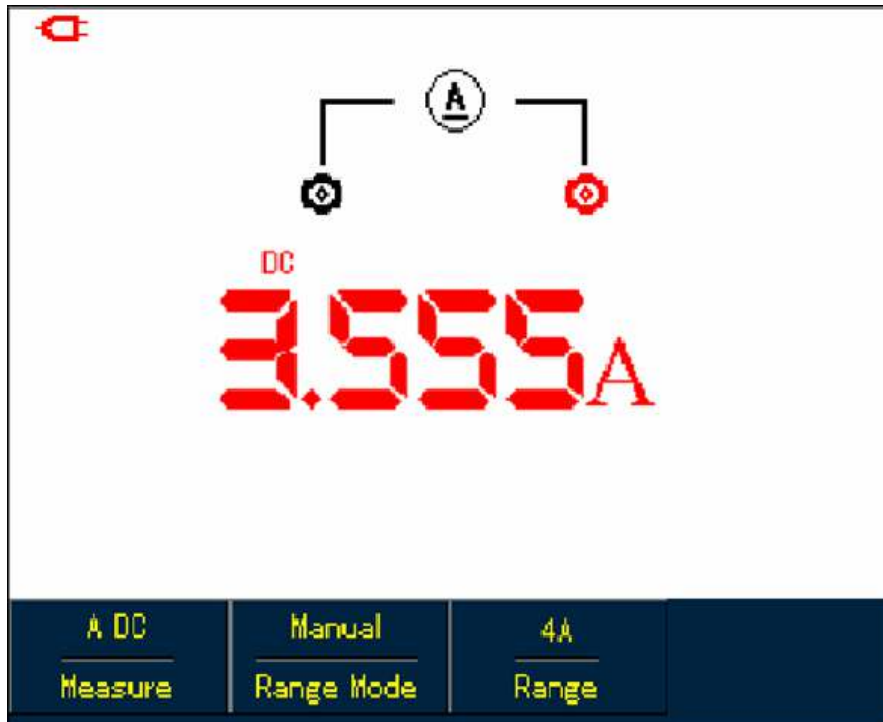 A
DC
3.555A
A DC
Measure
Manual
Range Mode
4A
Range